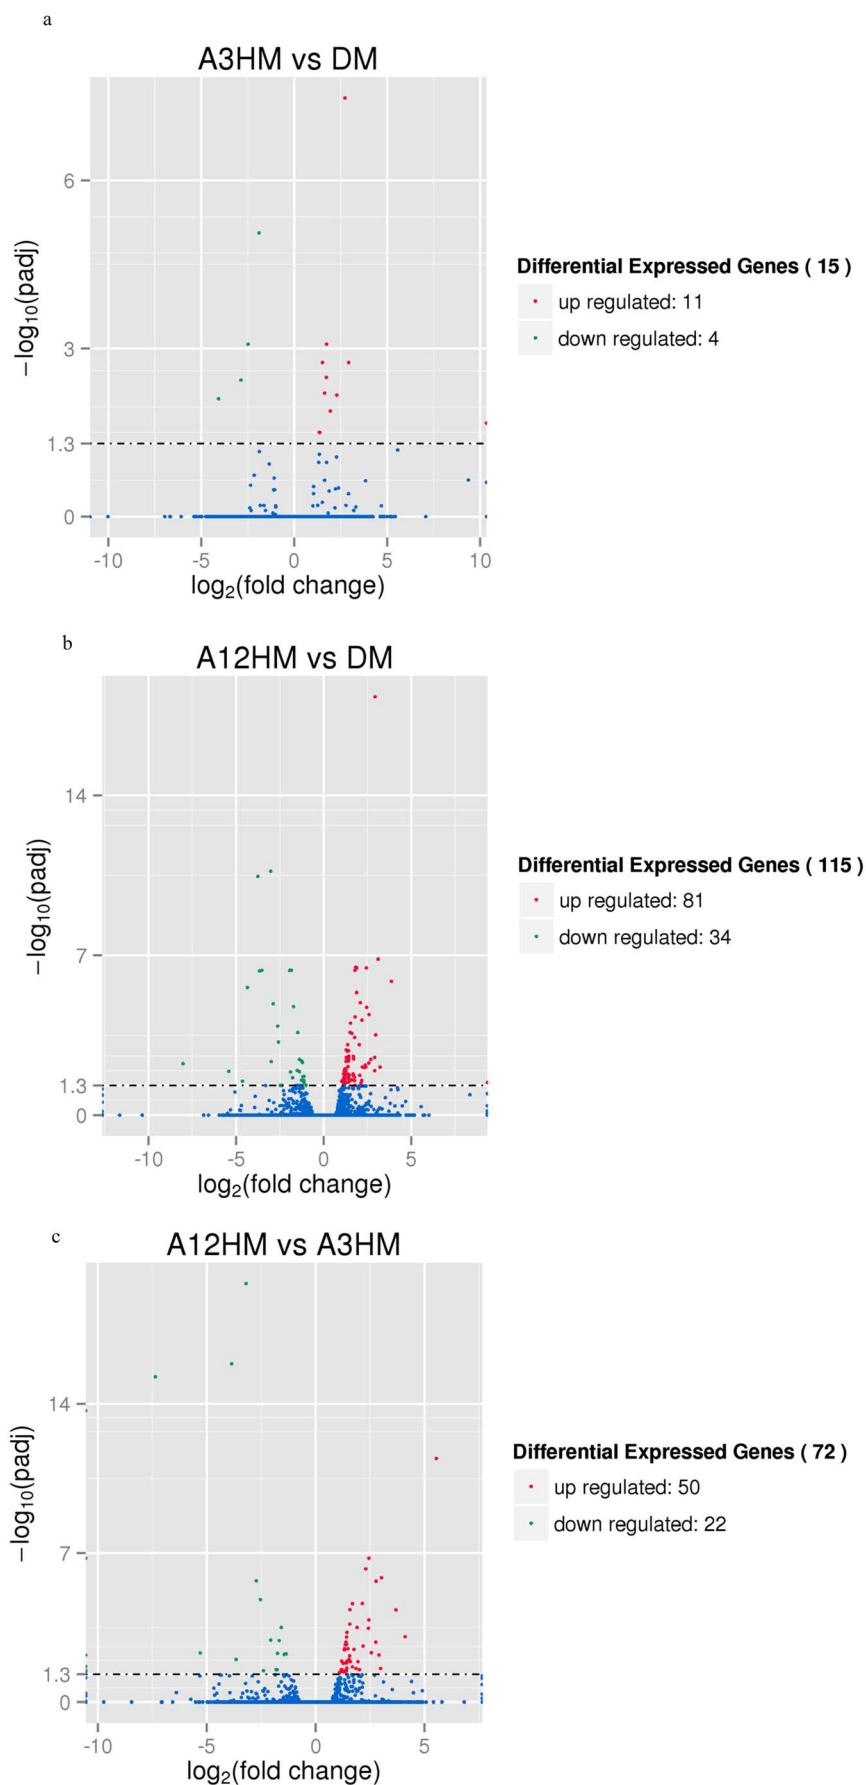 a
A3HM vs DM
6
3
1.3
0
−log₁₀(padj)
-10 -5 0 5 10
log₂(fold change)
Differential Expressed Genes ( 15 )
up regulated: 11
down regulated: 4
b
A12HM vs DM
14
7
1.3
0
−log₁₀(padj)
-10 -5 0 5
log₂(fold change)
Differential Expressed Genes ( 115 )
up regulated: 81
down regulated: 34
c
A12HM vs A3HM
14
7
1.3
0
−log₁₀(padj)
-10 -5 0 5
log₂(fold change)
Differential Expressed Genes ( 72 )
up regulated: 50
down regulated: 22